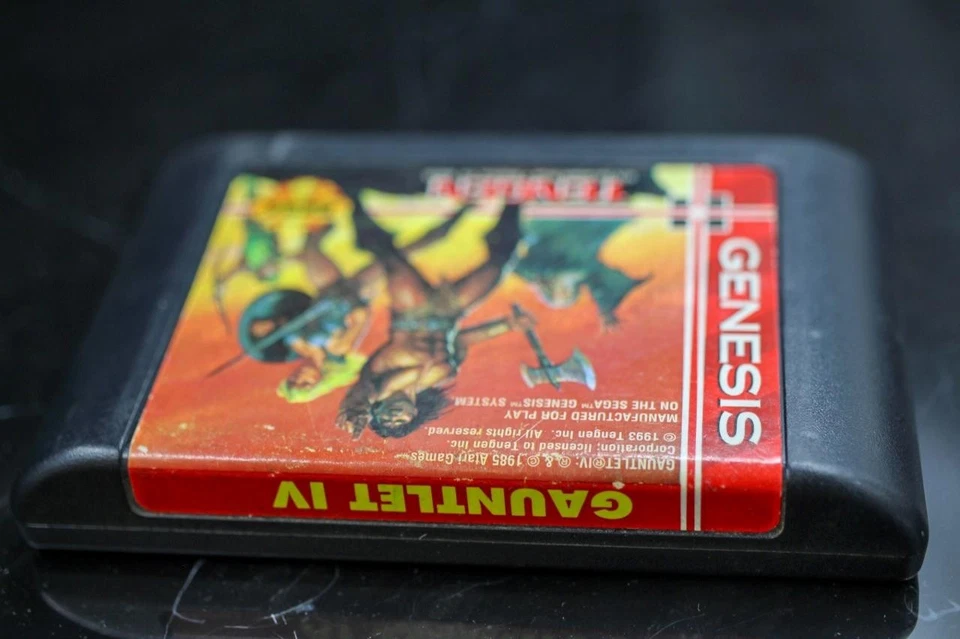 GAUNTLET IV
GAUNTLET® IV: ® & © 1985 Atari Games
Corporation; licensed to Tengen Inc.
© 1993 Tengen Inc. All rights reserved.
MANUFACTURED FOR PLAY
ON THE SEGA™ GENESIS™ SYSTEM
TENGEN
GENESIS